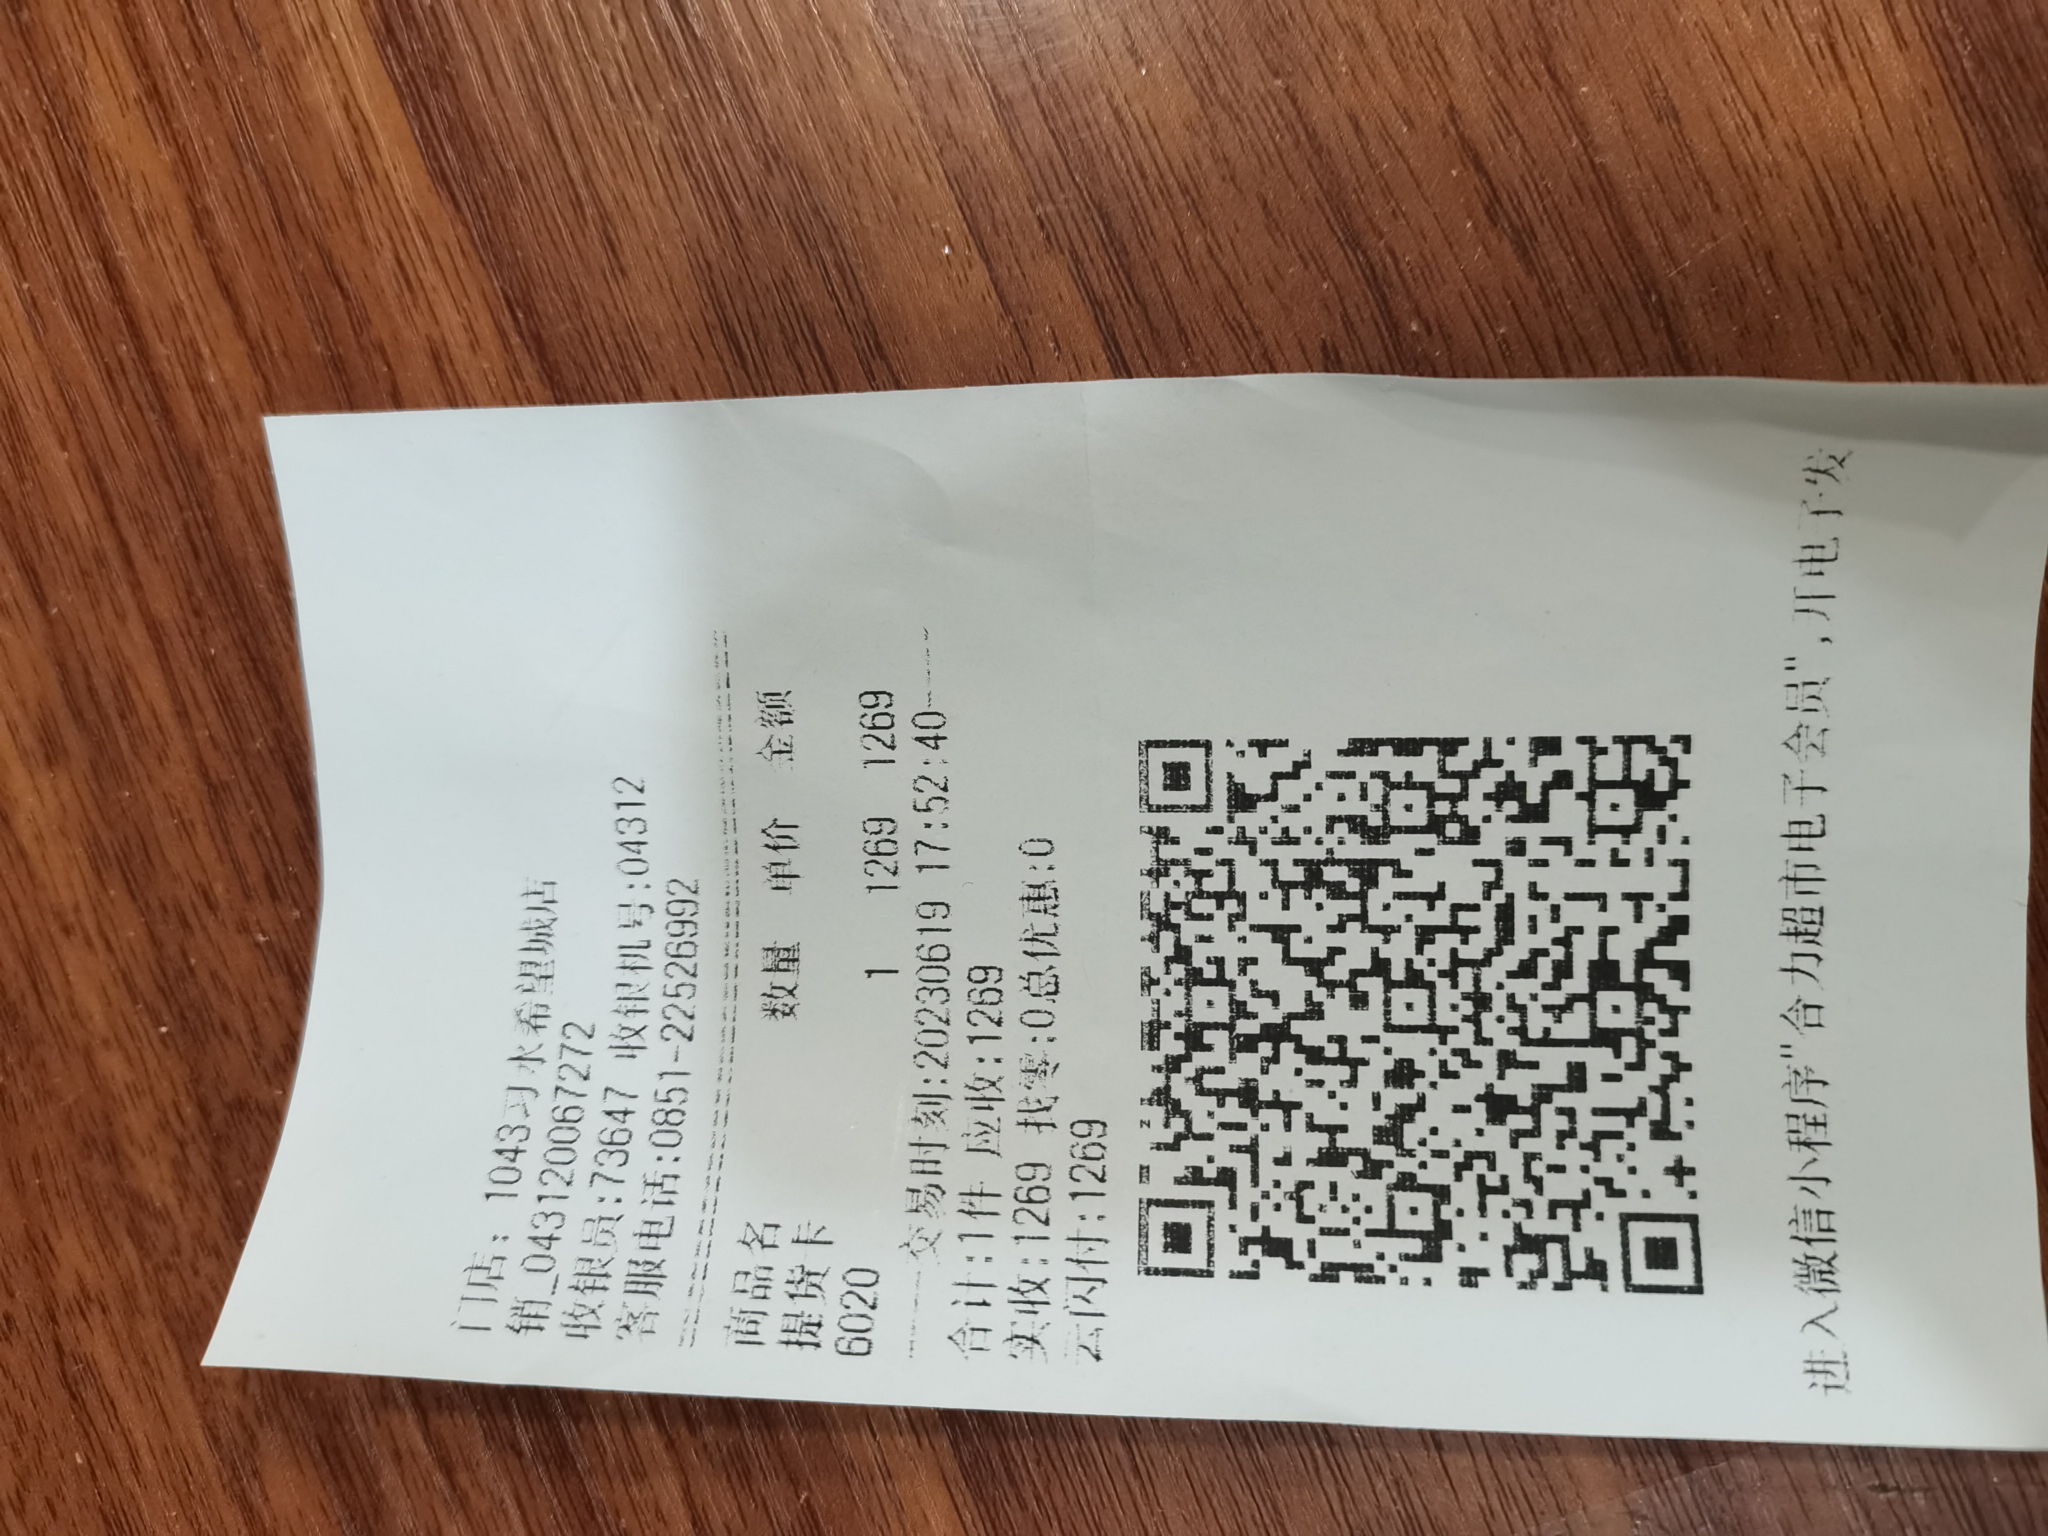 门店: 1043习水希望城店
销_043120067272
收银员:73647 收银机号:04312
客服电话:0851-22526992
商品名 数量 单价 金额
提货卡
6020 1 1269 1269
----交易时刻:20230619 17:52:40----
合计:1件 应收:1269
实收:1269 找零:0总优惠:0
云闪付:1269
进入微信小程序"合力超市电子会员",开电子发